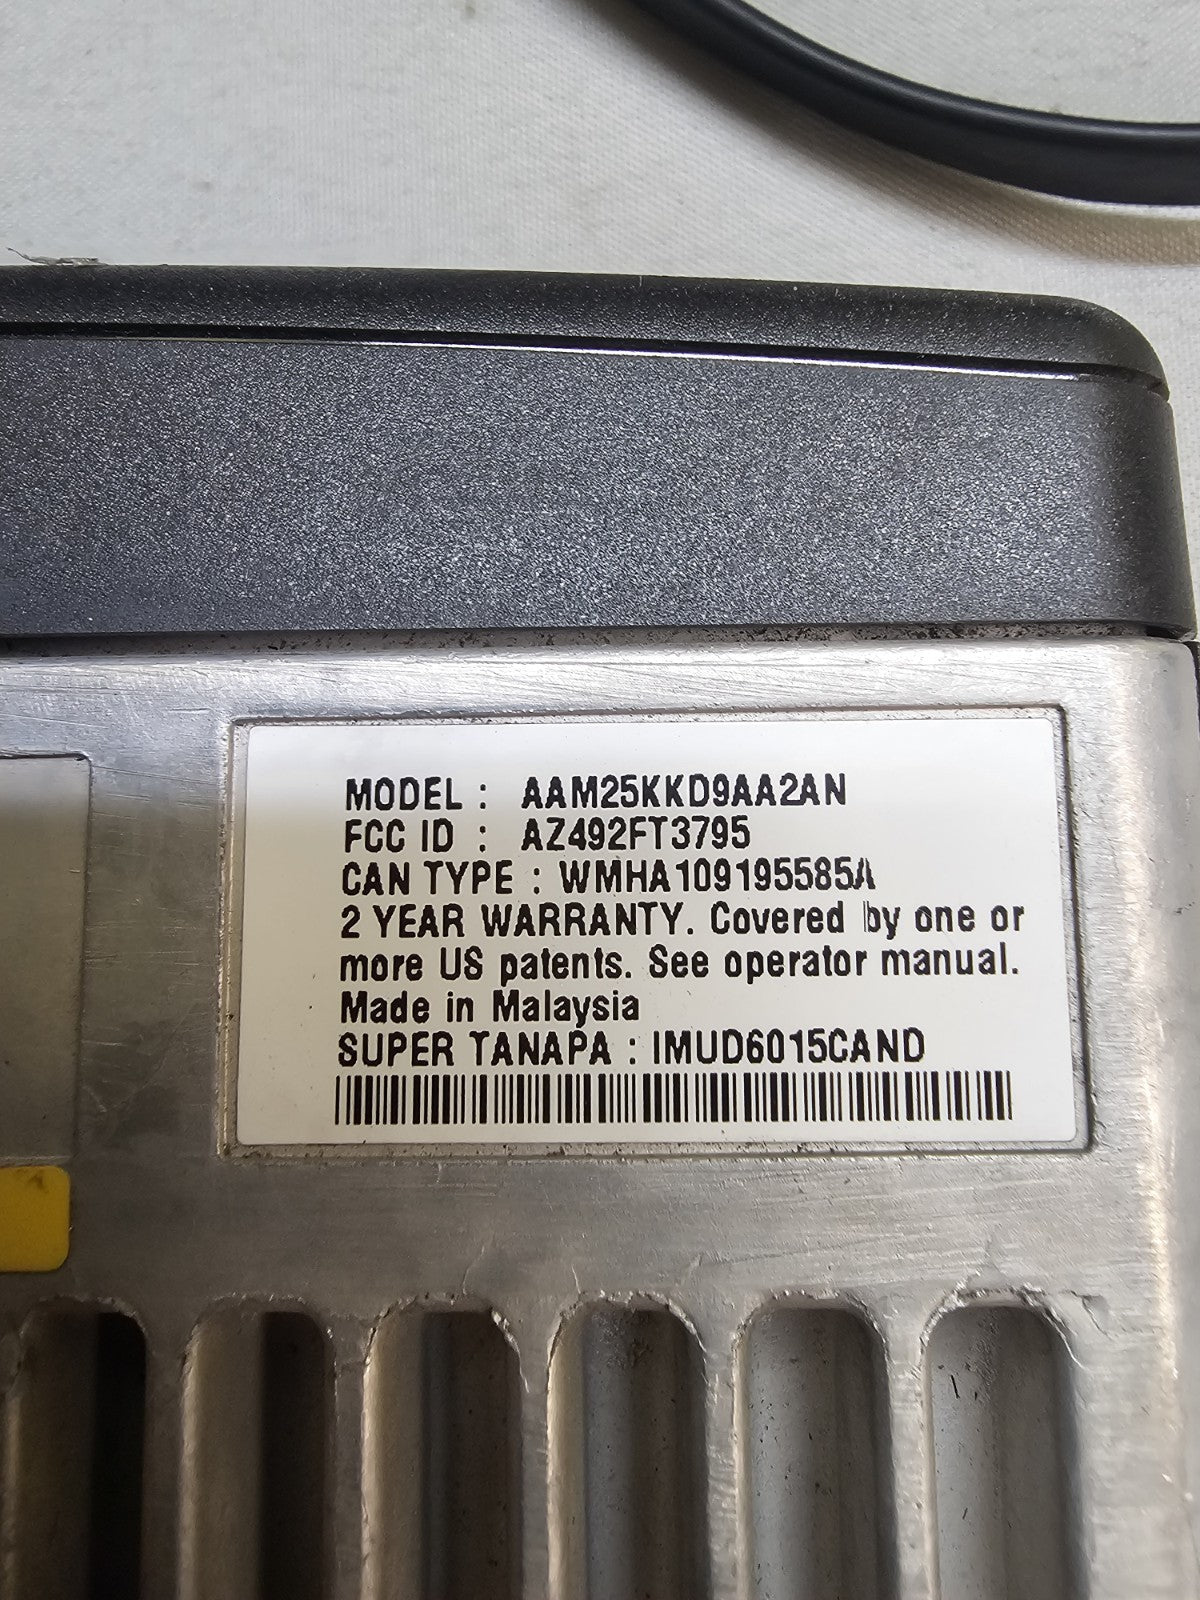 MODEL : AAM25KKD9AA2AN
FCC ID : AZ492FT3795
CAN TYPE : WMHA109195585A
2 YEAR WARRANTY. Covered by one or
more US patents. See operator manual.
Made in Malaysia
SUPER TANAPA : IMUD6015CAND